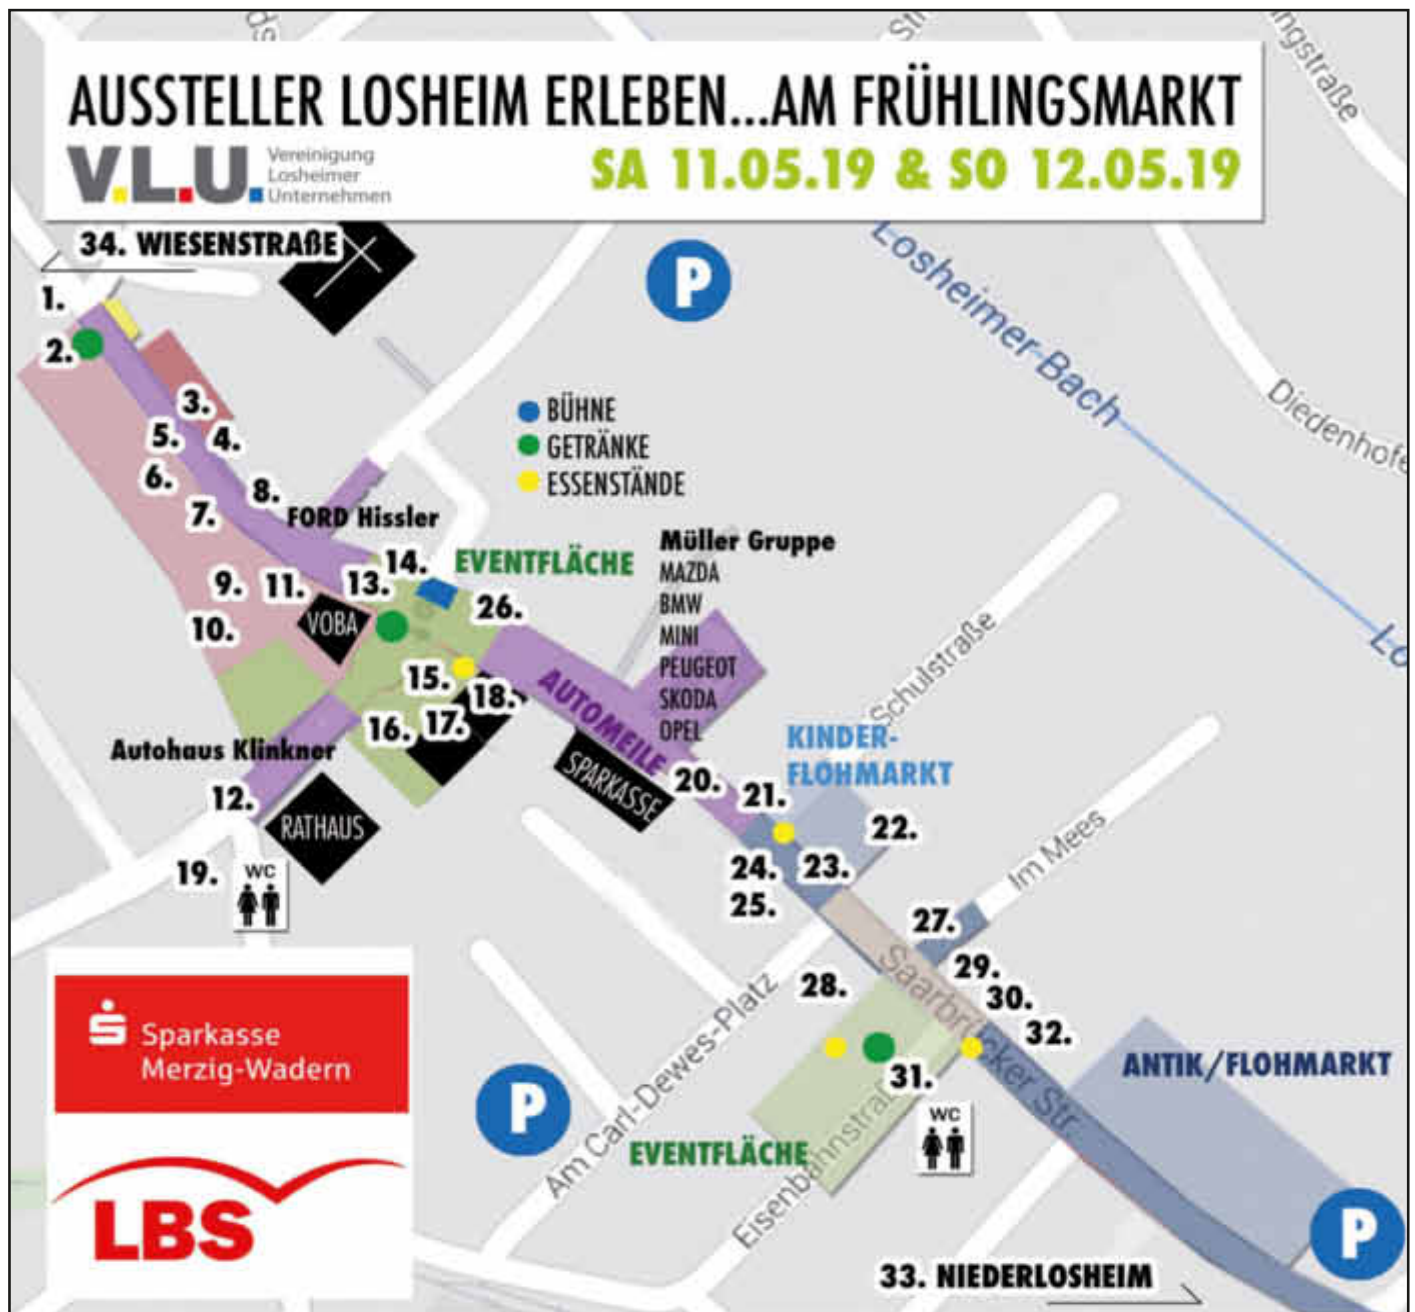 AUSSTELLER LOSHEIM ERLEBEN...AM FRÜHLINGSMARKT
V.L.U.
Vereinigung
Losheimer
Unternehmen
SA 11.05.19 & SO 12.05.19
ingstraße
34. WIESENSTRAßE
P
Losheimer Bach
1.
2.
3.
4.
5.
6.
7.
8.
FORD Hissler
BÜHNE
GETRÄNKE
ESSENSTÄNDE
Diedenhofe
14.
EVENTFLÄCHE
Müller Gruppe
MAZDA
BMW
MINI
PEUGEOT
SKODA
OPEL
9.
11.
13.
26.
10.
VOBA
15.
18.
16.
17.
AUTOMEILE
Schulstraße
Autohaus Klinkner
KINDER-
FLOHMARKT
12.
RATHAUS
SPARKASSE
20.
21.
22.
19.
WC
24.
23.
25.
Im Mees
27.
28.
29.
30.
32.
Saarbrücker Str.
Am Carl-Dewes-Platz
31.
ANTIK/FLOHMARKT
Sparkasse
Merzig-Wadern
P
WC
EVENTFLÄCHE
Eisenbahnstraß
LBS
P
33. NIEDERLOSHEIM